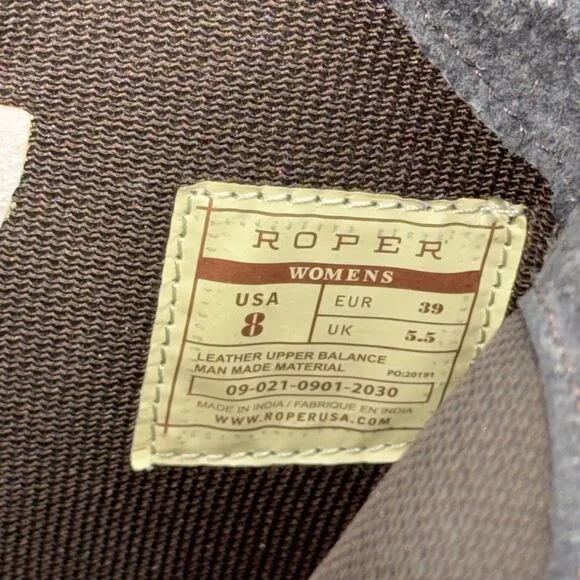 ROPER
WOMENS
USA 8
EUR 39
UK 5.5
LEATHER UPPER BALANCE
MAN MADE MATERIAL PO:20191
09-021-0901-2030
MADE IN INDIA / FABRIQUE EN INDIA
WWW.ROPERUSA.COM